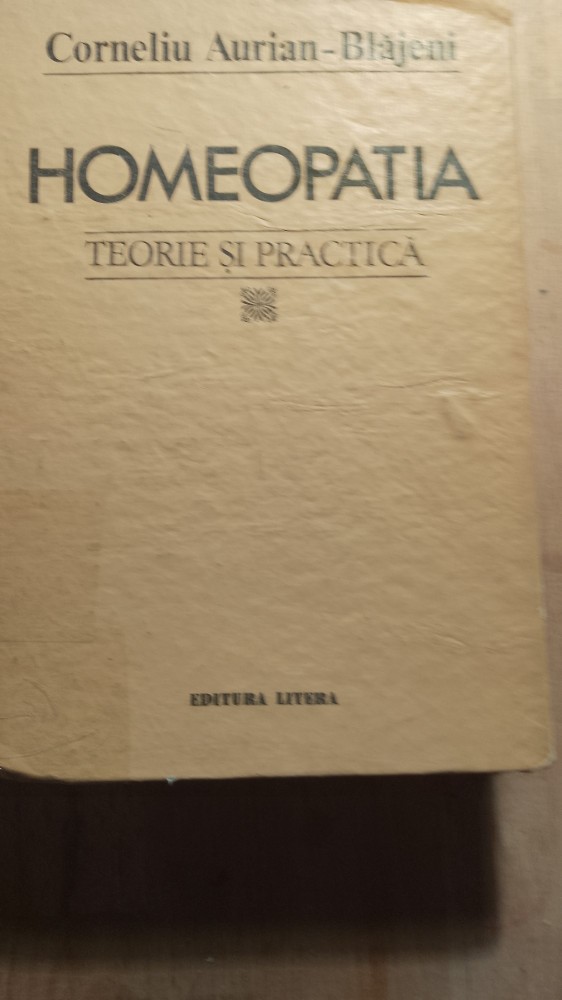 Corneliu Aurian-Blăjeni
HOMEOPATIA
TEORIE ȘI PRACTICĂ
EDITURA LITERA